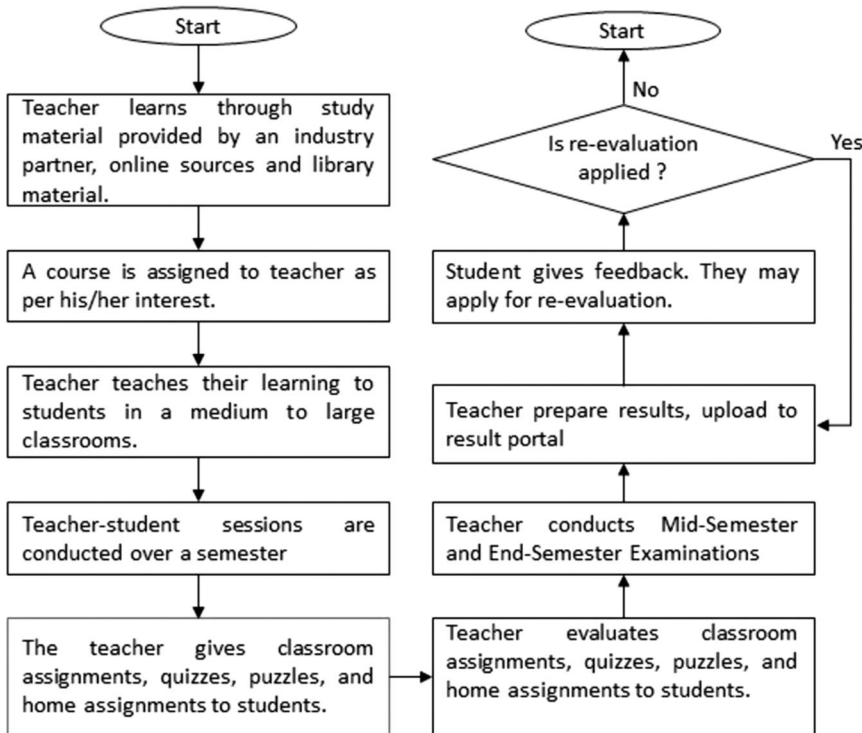 Start
Teacher learns through study
material provided by an industry
partner, online sources and library
material.
A course is assigned to teacher as
per his/her interest.
Teacher teaches their learning to
students in a medium to large
classrooms.
Teacher-student sessions are
conducted over a semester
The teacher gives classroom
assignments, quizzes, puzzles, and
home assignments to students.
Teacher evaluates classroom
assignments, quizzes, puzzles, and
home assignments to students.
Teacher conducts Mid-Semester
and End-Semester Examinations
Teacher prepare results, upload to
result portal
Student gives feedback. They may
apply for re-evaluation.
Is re-evaluation
applied ?
Yes
No
Start